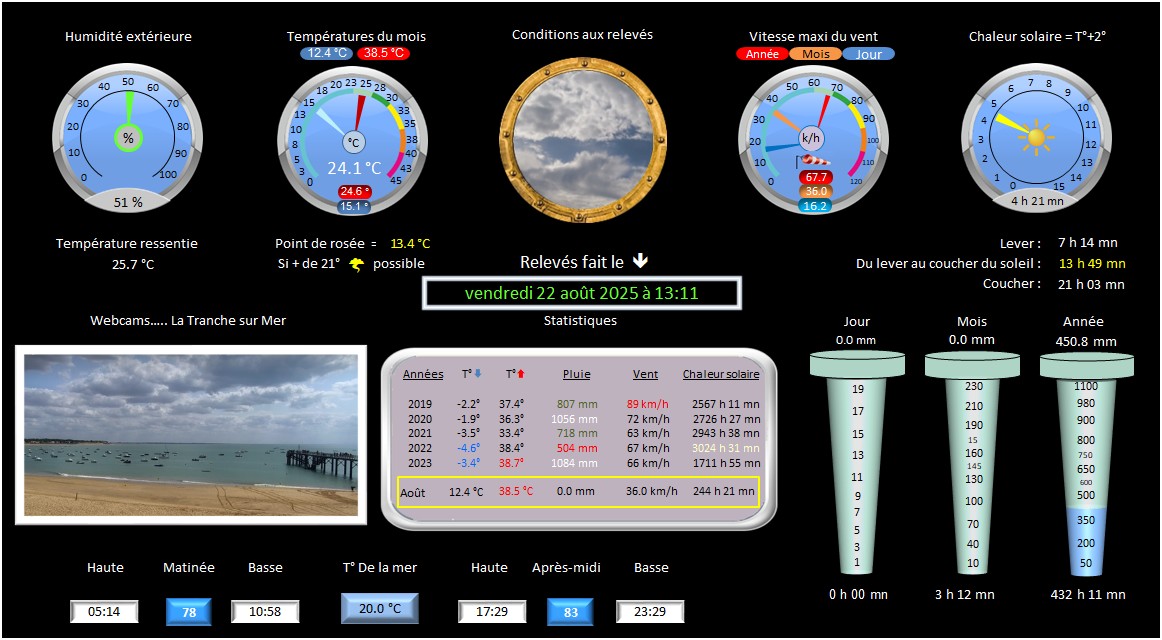 Humidité extérieure
Températures du mois
Conditions aux relevés
Vitesse maxi du vent
Chaleur solaire = T°+2°
12.4 °C 38.5 °C
Année Mois Jour
0 10 20 30 40 50 60 70 80 90 100
%
51 %
0 3 5 8 10 13 15 18 20 23 25 28 30 33 35 38 40 43 45
°C
24.1 °C
24.6 °
15.1 °
0 10 20 30 40 50 60 70 80 90 100 110 120
k/h
67.7
36.0
16.2
0 1 2 3 4 5 6 7 8 9 10 11 12 13 14 15
4 h 21 mn
Température ressentie
25.7 °C
Point de rosée = 13.4 °C
Si + de 21° possible
Relevés fait le
vendredi 22 août 2025 à 13:11
Lever : 7 h 14 mn
Du lever au coucher du soleil : 13 h 49 mn
Coucher : 21 h 03 mn
Webcams..... La Tranche sur Mer
Statistiques
Années T° T° Pluie Vent Chaleur solaire
2019 -2.2° 37.4° 807 mm 89 km/h 2567 h 11 mn
2020 -1.9° 36.3° 1056 mm 72 km/h 2726 h 27 mn
2021 -3.5° 33.4° 718 mm 63 km/h 2943 h 38 mn
2022 -4.6° 38.4° 504 mm 67 km/h 3024 h 31 mn
2023 -3.4° 38.7° 1084 mm 66 km/h 1711 h 55 mn
Août 12.4 °C 38.5 °C 0.0 mm 36.0 km/h 244 h 21 mn
Jour
0.0 mm
19
17
15
13
11
9
7
5
3
1
0 h 00 mn
Mois
0.0 mm
230
210
190
15
160
145
130
100
70
40
10
3 h 12 mn
Année
450.8 mm
1100
980
900
800
750
650
600
500
350
200
50
432 h 11 mn
Haute Matinée Basse T° De la mer Haute Après-midi Basse
05:14 78 10:58 20.0 °C 17:29 83 23:29